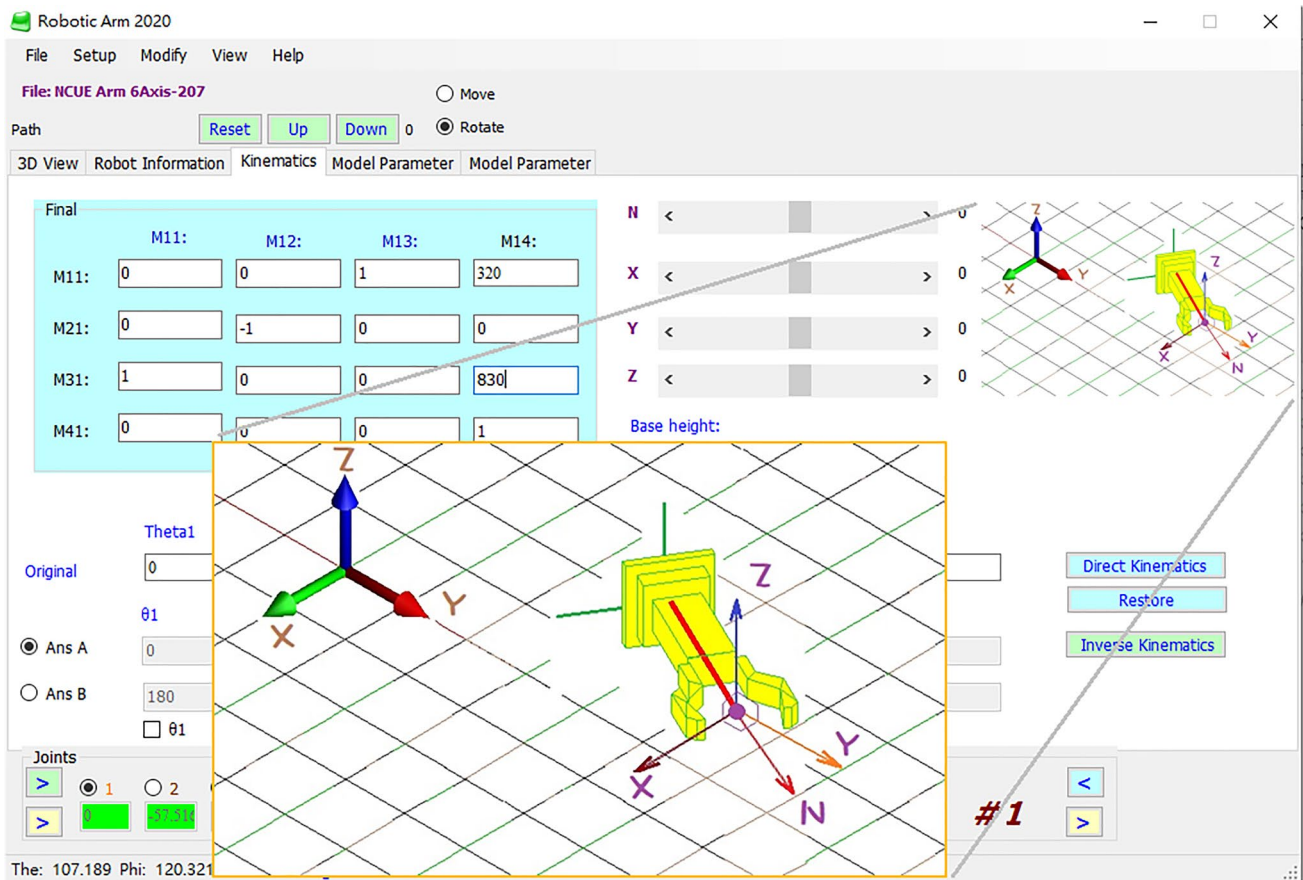 Robotic Arm 2020
File Setup Modify View Help
File: NCUE Arm 6Axis-207
Move
Path Reset Up Down 0 Rotate
3D View Robot Information Kinematics Model Parameter Model Parameter
Final
M11: M12: M13: M14:
M11: 0 0 1 320
M21: 0 -1 0 0
M31: 1 0 0 830
M41: 0 0 0 1
N < > 0
X < > 0
Y < > 0
Z < > 0
Base height:
Z
X
Y
Z
X
Y
N
Z
X
Y
Z
X
Y
N
Theta1
Original 0
θ1
Ans A 0
Ans B 180
θ1
Direct Kinematics
Restore
Inverse Kinematics
Joints
> 1 2
> 0 -57.516
#1
<
>
The: 107.189 Phi: 120.321